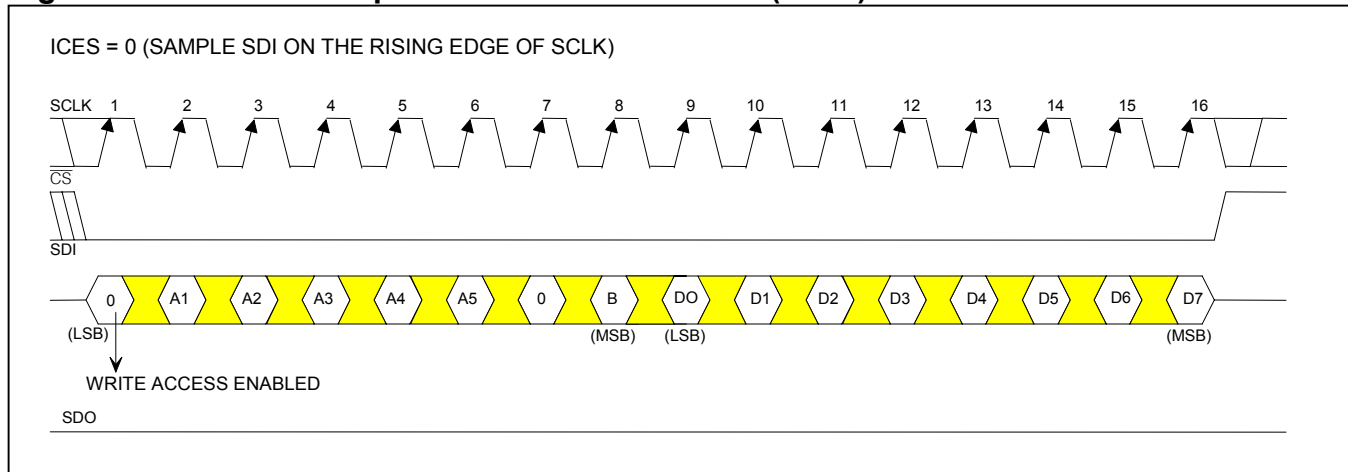 ICES = 0 (SAMPLE SDI ON THE RISING EDGE OF SCLK)
SCLK 1 2 3 4 5 6 7 8 9 10 11 12 13 14 15 16
CS
SDI
0 A1 A2 A3 A4 A5 0 B DO D1 D2 D3 D4 D5 D6 D7
(LSB) (MSB) (LSB) (MSB)
WRITE ACCESS ENABLED
SDO